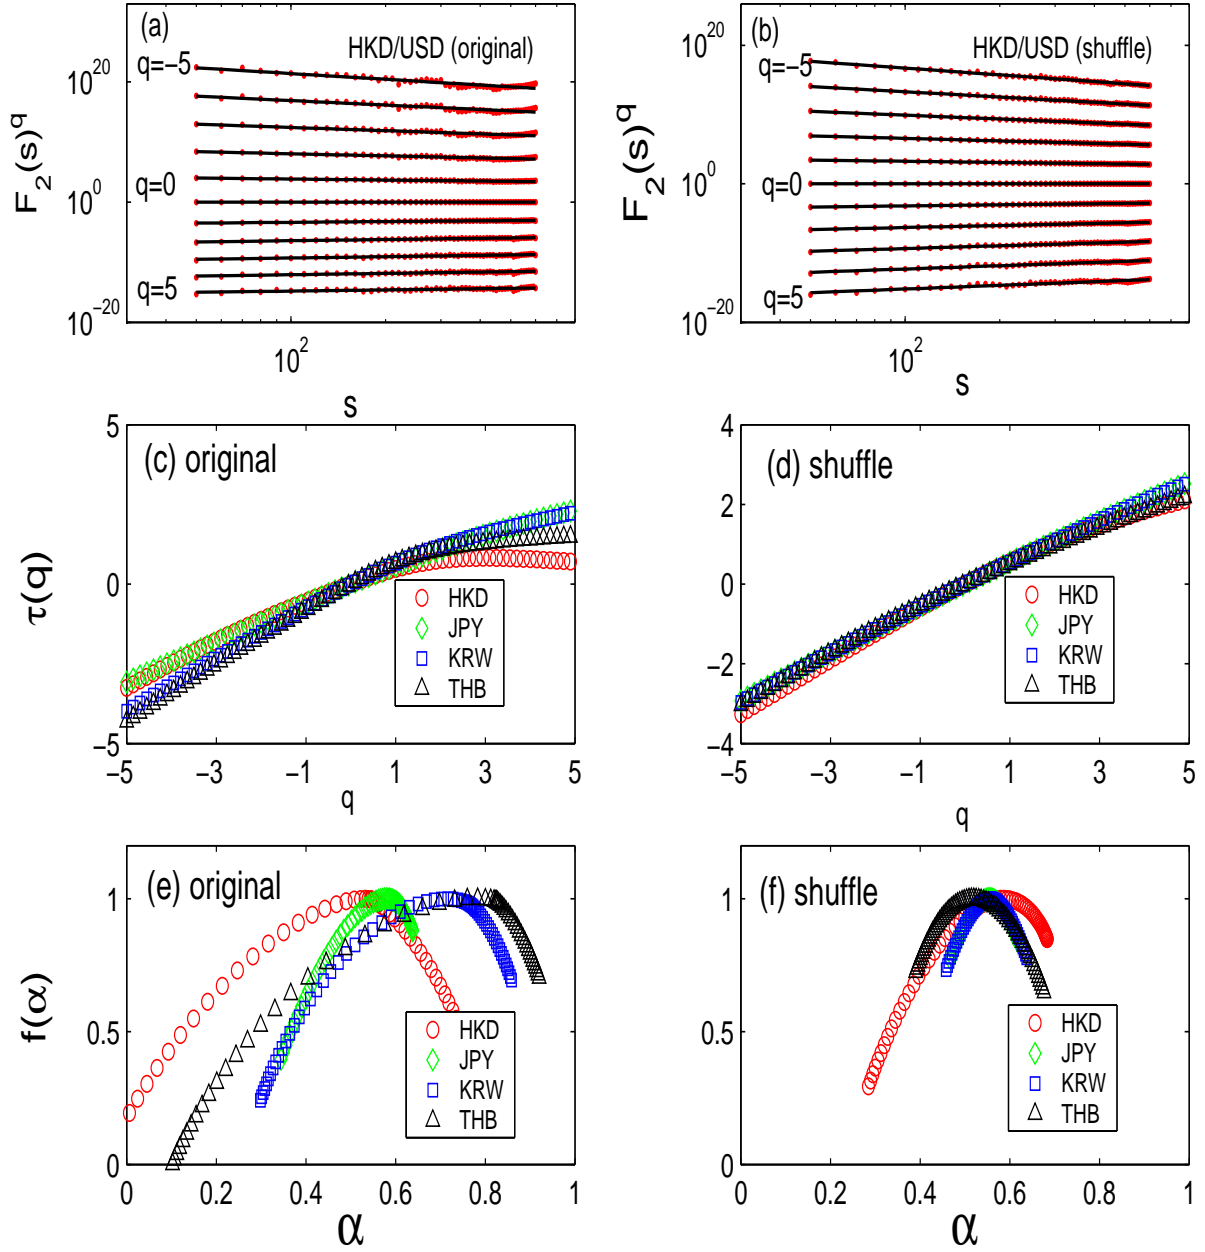 (a)
HKD/USD (original)
q=−5
q=0
q=5
10^20
10^0
10^−20
F_2(s)^q
10^2
s
(b)
HKD/USD (shuffle)
q=−5
q=0
q=5
10^20
10^0
10^−20
F_2(s)^q
10^2
s
(c) original
5
0
−5
τ(q)
−5 −3 −1 1 3 5
q
HKD
JPY
KRW
THB
(d) shuffle
4
2
0
−2
−4
−5 −3 −1 1 3 5
q
HKD
JPY
KRW
THB
(e) original
1
0.5
0
f(α)
0 0.2 0.4 0.6 0.8 1
α
HKD
JPY
KRW
THB
(f) shuffle
1
0.5
0
0 0.2 0.4 0.6 0.8 1
α
HKD
JPY
KRW
THB